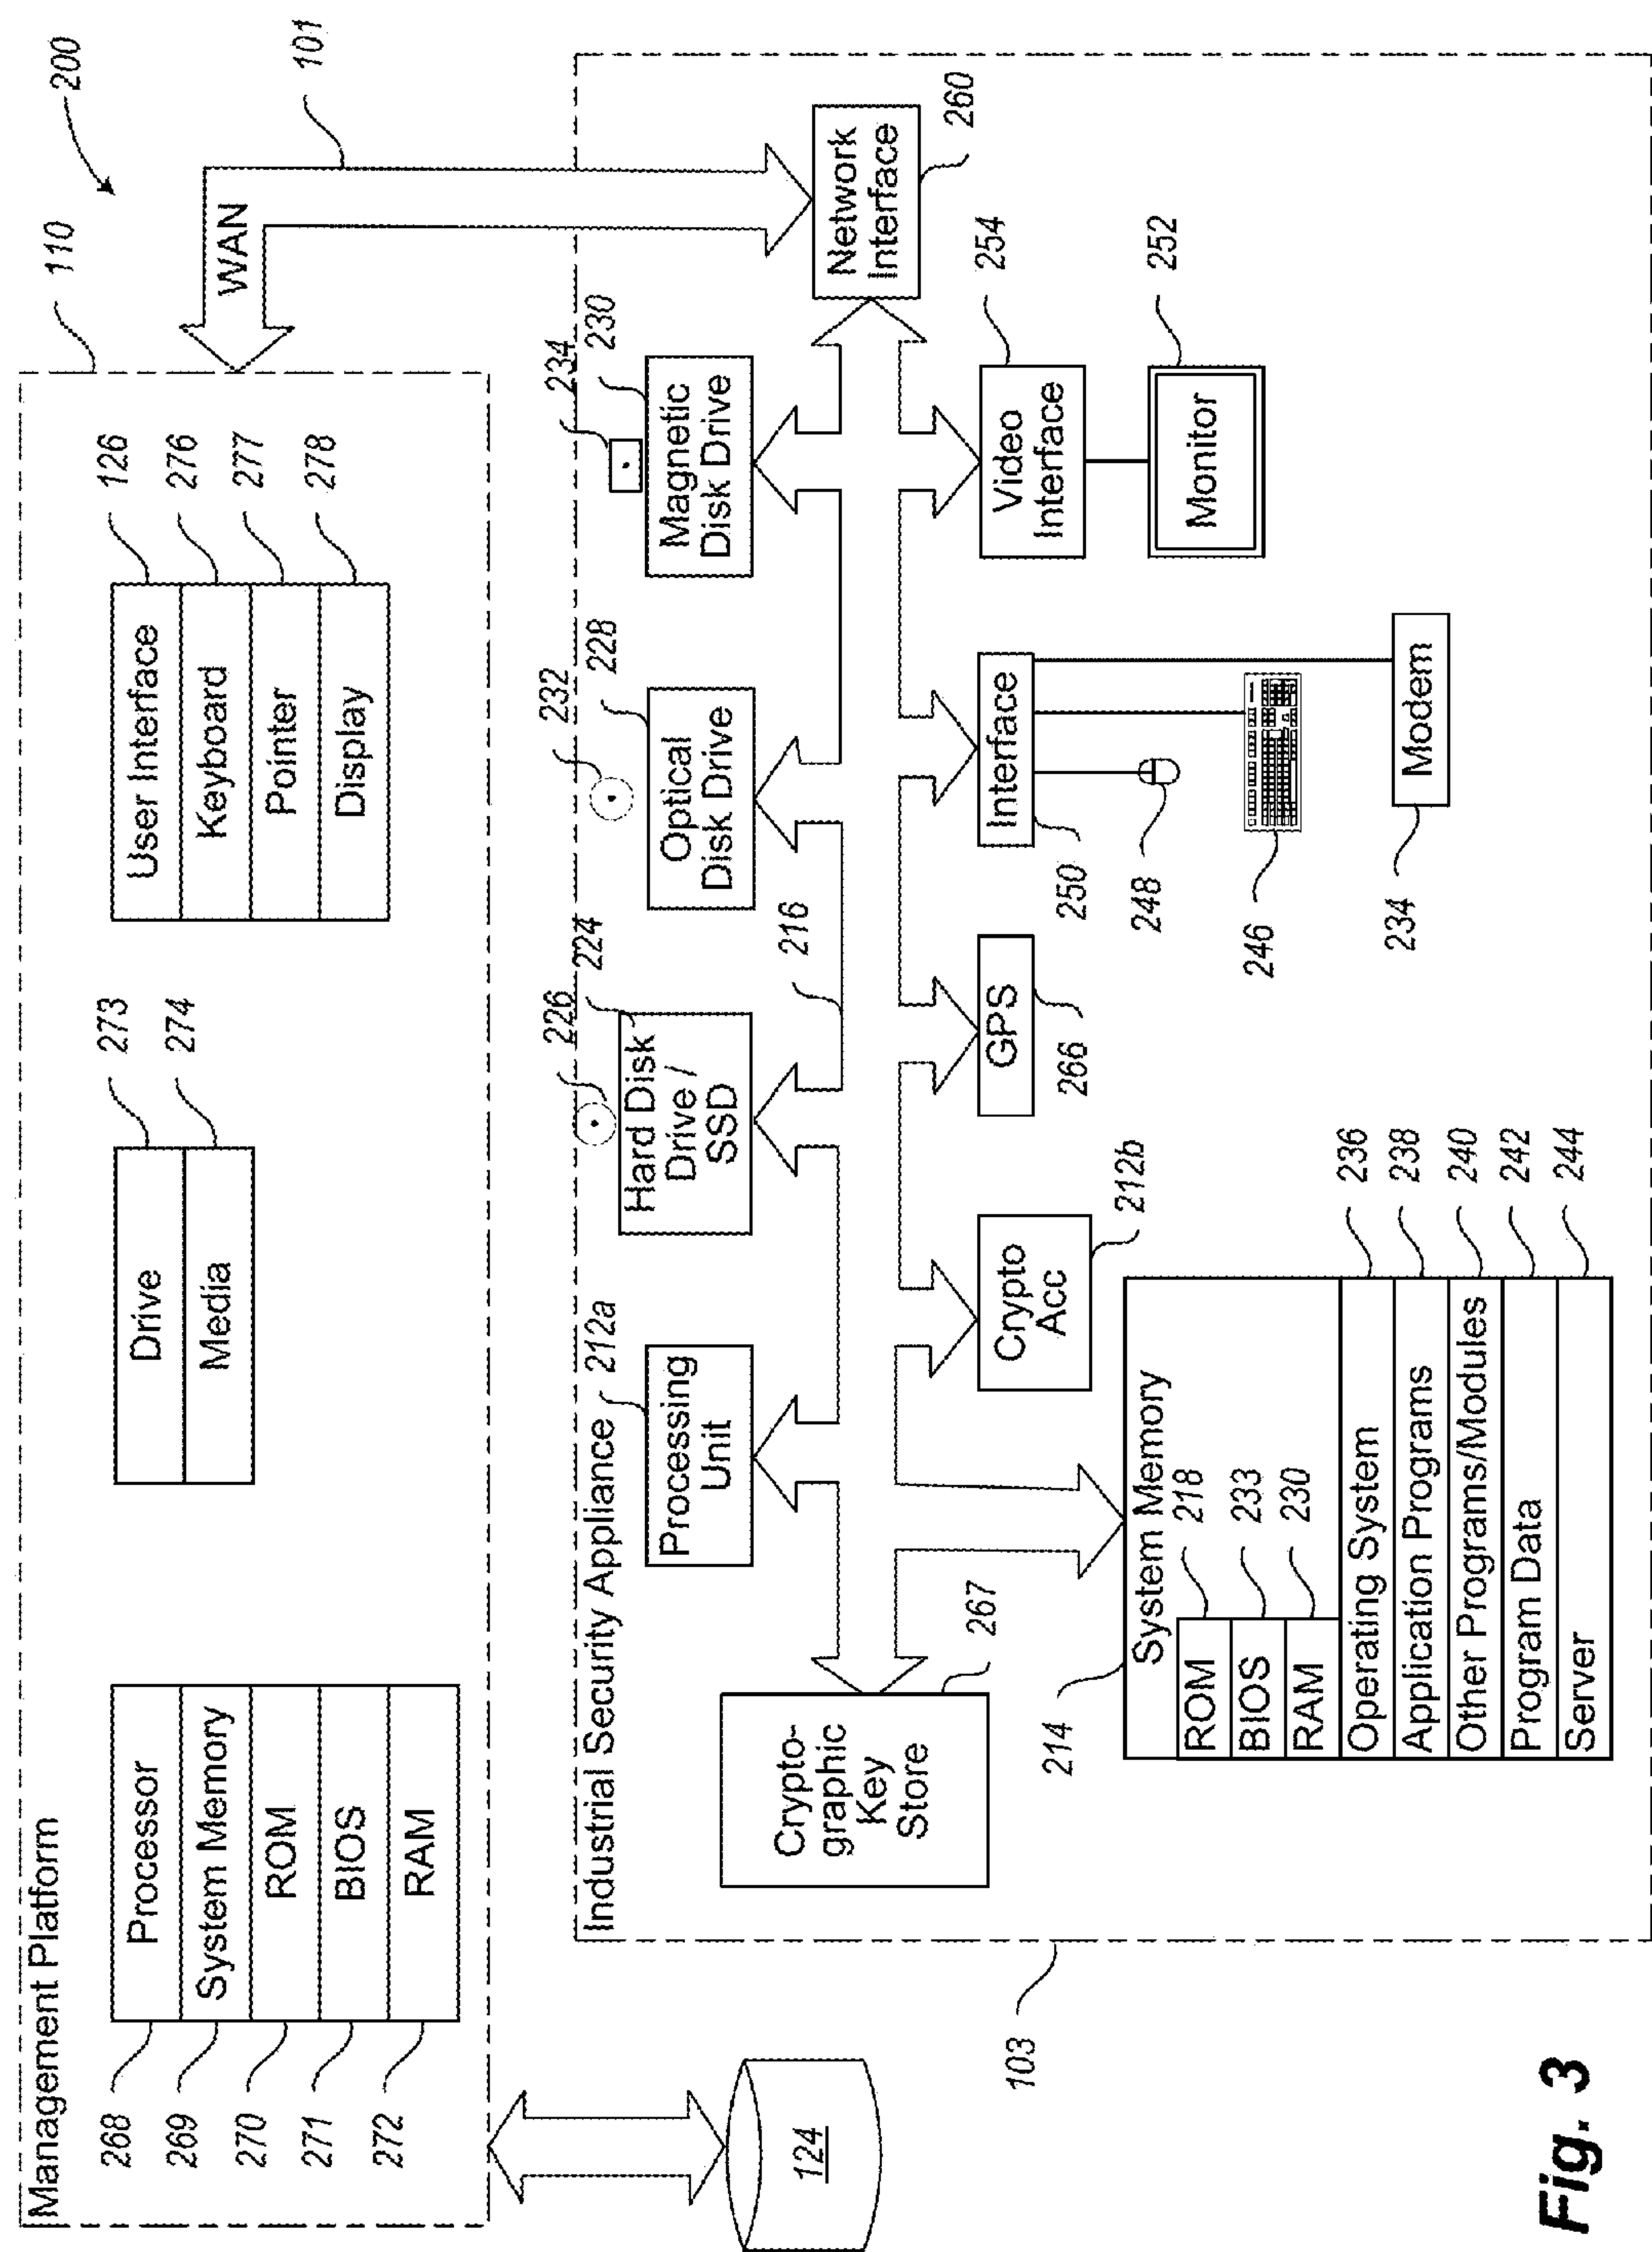 200
Management Platform
110
101
268
Processor
269
System Memory
270
ROM
271
BIOS
272
RAM
Drive
273
Media
274
User Interface
126
Keyboard
276
Pointer
277
Display
278
WAN
124
Industrial Security Appliance
212a
226
224
232
228
234
230
Processing
Unit
Hard Disk
Drive /
SSD
Optical
Disk Drive
Magnetic
Disk Drive
216
Crypto-
graphic
Key
Store
267
Network
Interface
260
Crypto
Acc
212b
GPS
266
Interface
250
Video
Interface
254
248
246
Monitor
252
Modem
234
214
System Memory
ROM
218
BIOS
233
RAM
230
Operating System
236
Application Programs
238
Other Programs/Modules
240
Program Data
242
Server
244
103
Fig. 3